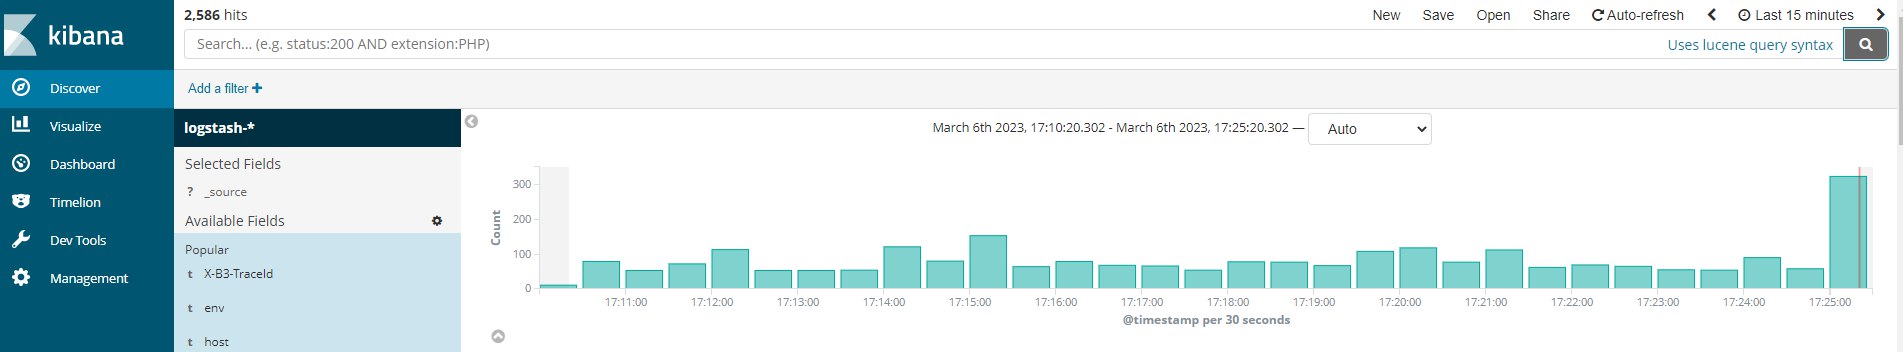 2,586 hits
New Save Open Share Auto-refresh Last 15 minutes
kibana
Search... (e.g. status:200 AND extension:PHP) Uses lucene query syntax
Discover
Add a filter
Visualize
Dashboard
Timelion
Dev Tools
Management
logstash-*
Selected Fields
? _source
Available Fields
Popular
t X-B3-TraceId
t env
t host
March 6th 2023, 17:10:20.302 - March 6th 2023, 17:25:20.302 — Auto
Count
300
200
100
0
17:11:00 17:12:00 17:13:00 17:14:00 17:15:00 17:16:00 17:17:00 17:18:00 17:19:00 17:20:00 17:21:00 17:22:00 17:23:00 17:24:00 17:25:00
@timestamp per 30 seconds